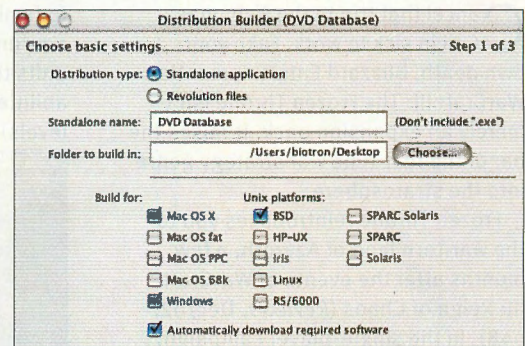 Distribution Builder (DVD Database)
Choose basic settings Step 1 of 3
Distribution type: Standalone application
Revolution files
Standalone name: DVD Database (Don't include ".exe")
Folder to build in: /Users/biotron/Desktop Choose...
Build for: Unix platforms:
Mac OS X BSD SPARC Solaris
Mac OS fat HP-UX SPARC
Mac OS PPC Iris Solaris
Mac OS 68k Linux
Windows RS/6000
Automatically download required software